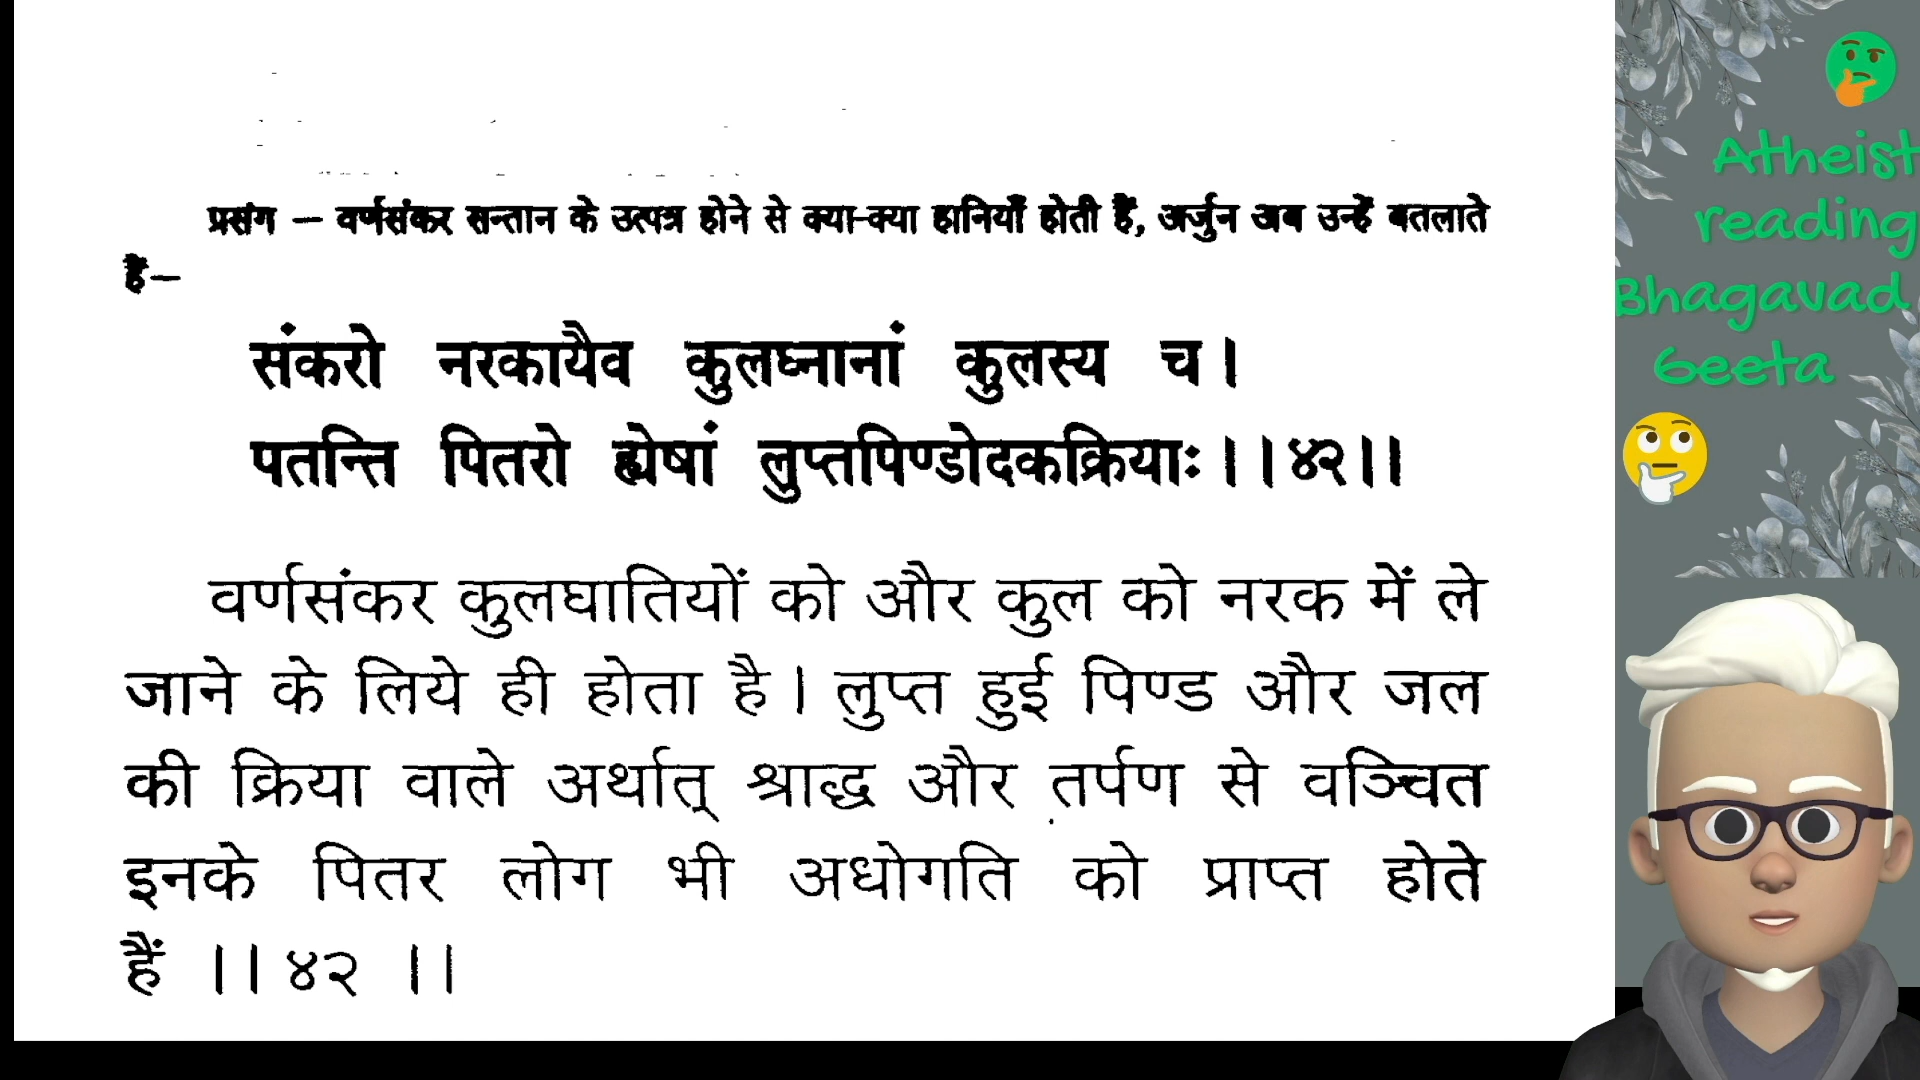 प्रसंग – वर्णसंकर सन्तान के उत्पन्न होने से क्या-क्या हानियाँ होती हैं, अर्जुन अब उन्हें बतलाते
हैं–
संकरो नरकायैव कुलघ्नानां कुलस्य च।
पतन्ति पितरो ह्येषां लुप्तपिण्डोदकक्रियाः।।४२।।
वर्णसंकर कुलघातियों को और कुल को नरक में ले
जाने के लिये ही होता है। लुप्त हुई पिण्ड और जल
की क्रिया वाले अर्थात् श्राद्ध और तर्पण से वञ्चित
इनके पितर लोग भी अधोगति को प्राप्त होते
हैं ।।४२ ।।
Atheist
reading
Bhagavad
Geeta